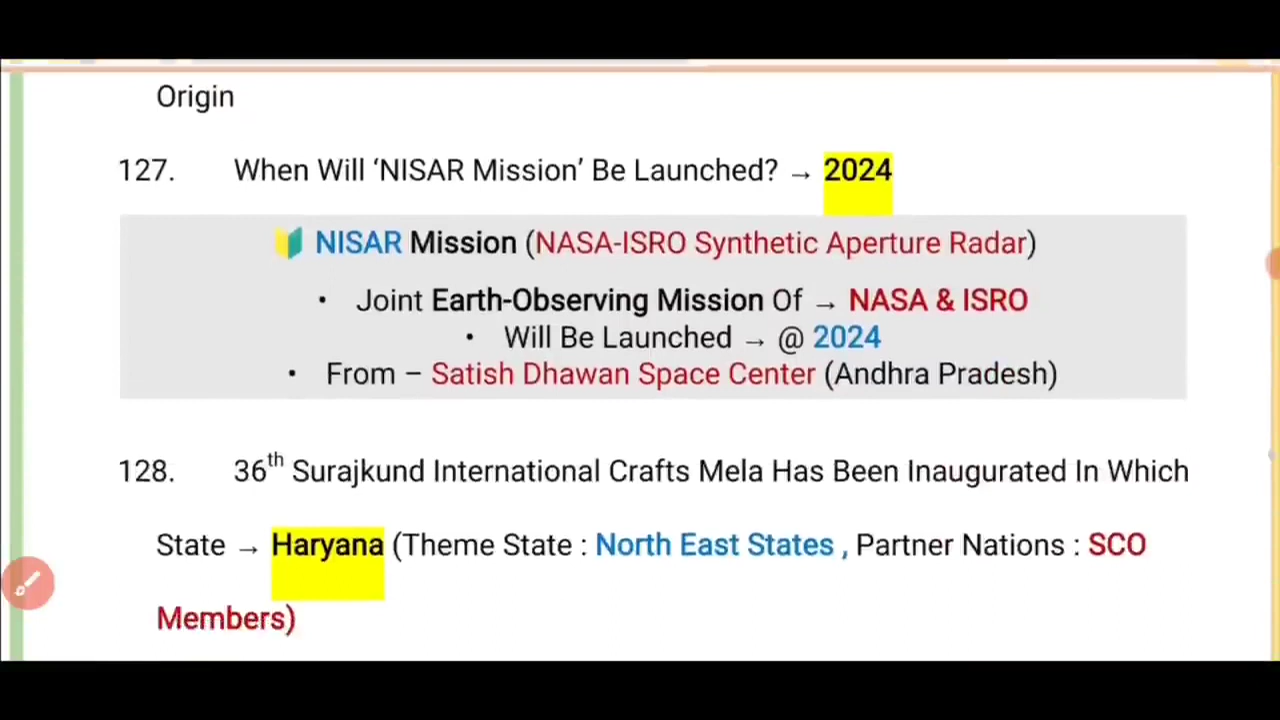 Origin
127. When Will ‘NISAR Mission’ Be Launched? → 2024
NISAR Mission (NASA-ISRO Synthetic Aperture Radar)
• Joint Earth-Observing Mission Of → NASA & ISRO
• Will Be Launched → @ 2024
• From – Satish Dhawan Space Center (Andhra Pradesh)
128. 36th Surajkund International Crafts Mela Has Been Inaugurated In Which
State → Haryana (Theme State : North East States , Partner Nations : SCO
Members)